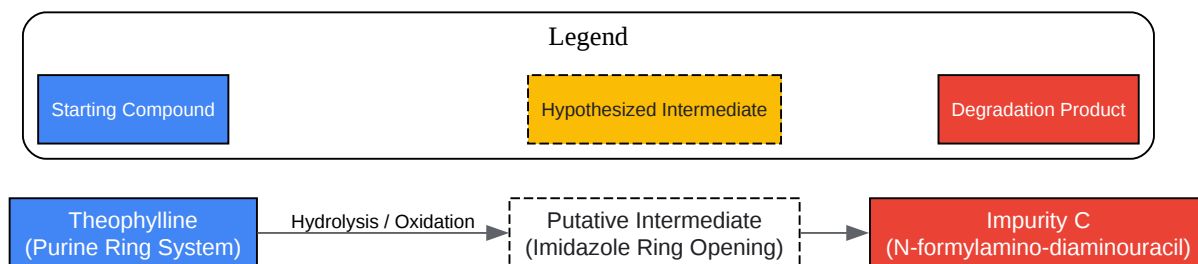 Legend
Starting Compound
Hypothesized Intermediate
Degradation Product
Theophylline
(Purine Ring System)
Hydrolysis / Oxidation
Putative Intermediate
(Imidazole Ring Opening)
Impurity C
(N-formylamino-diaminouracil)